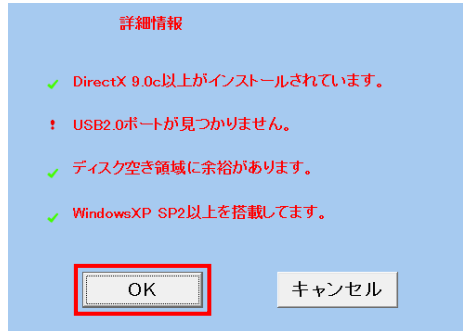 詳細情報
DirectX 9.0c以上がインストールされています。
USB2.0ポートが見つかりません。
ディスク空き領域に余裕があります。
WindowsXP SP2以上を搭載してます。
OK
キャンセル